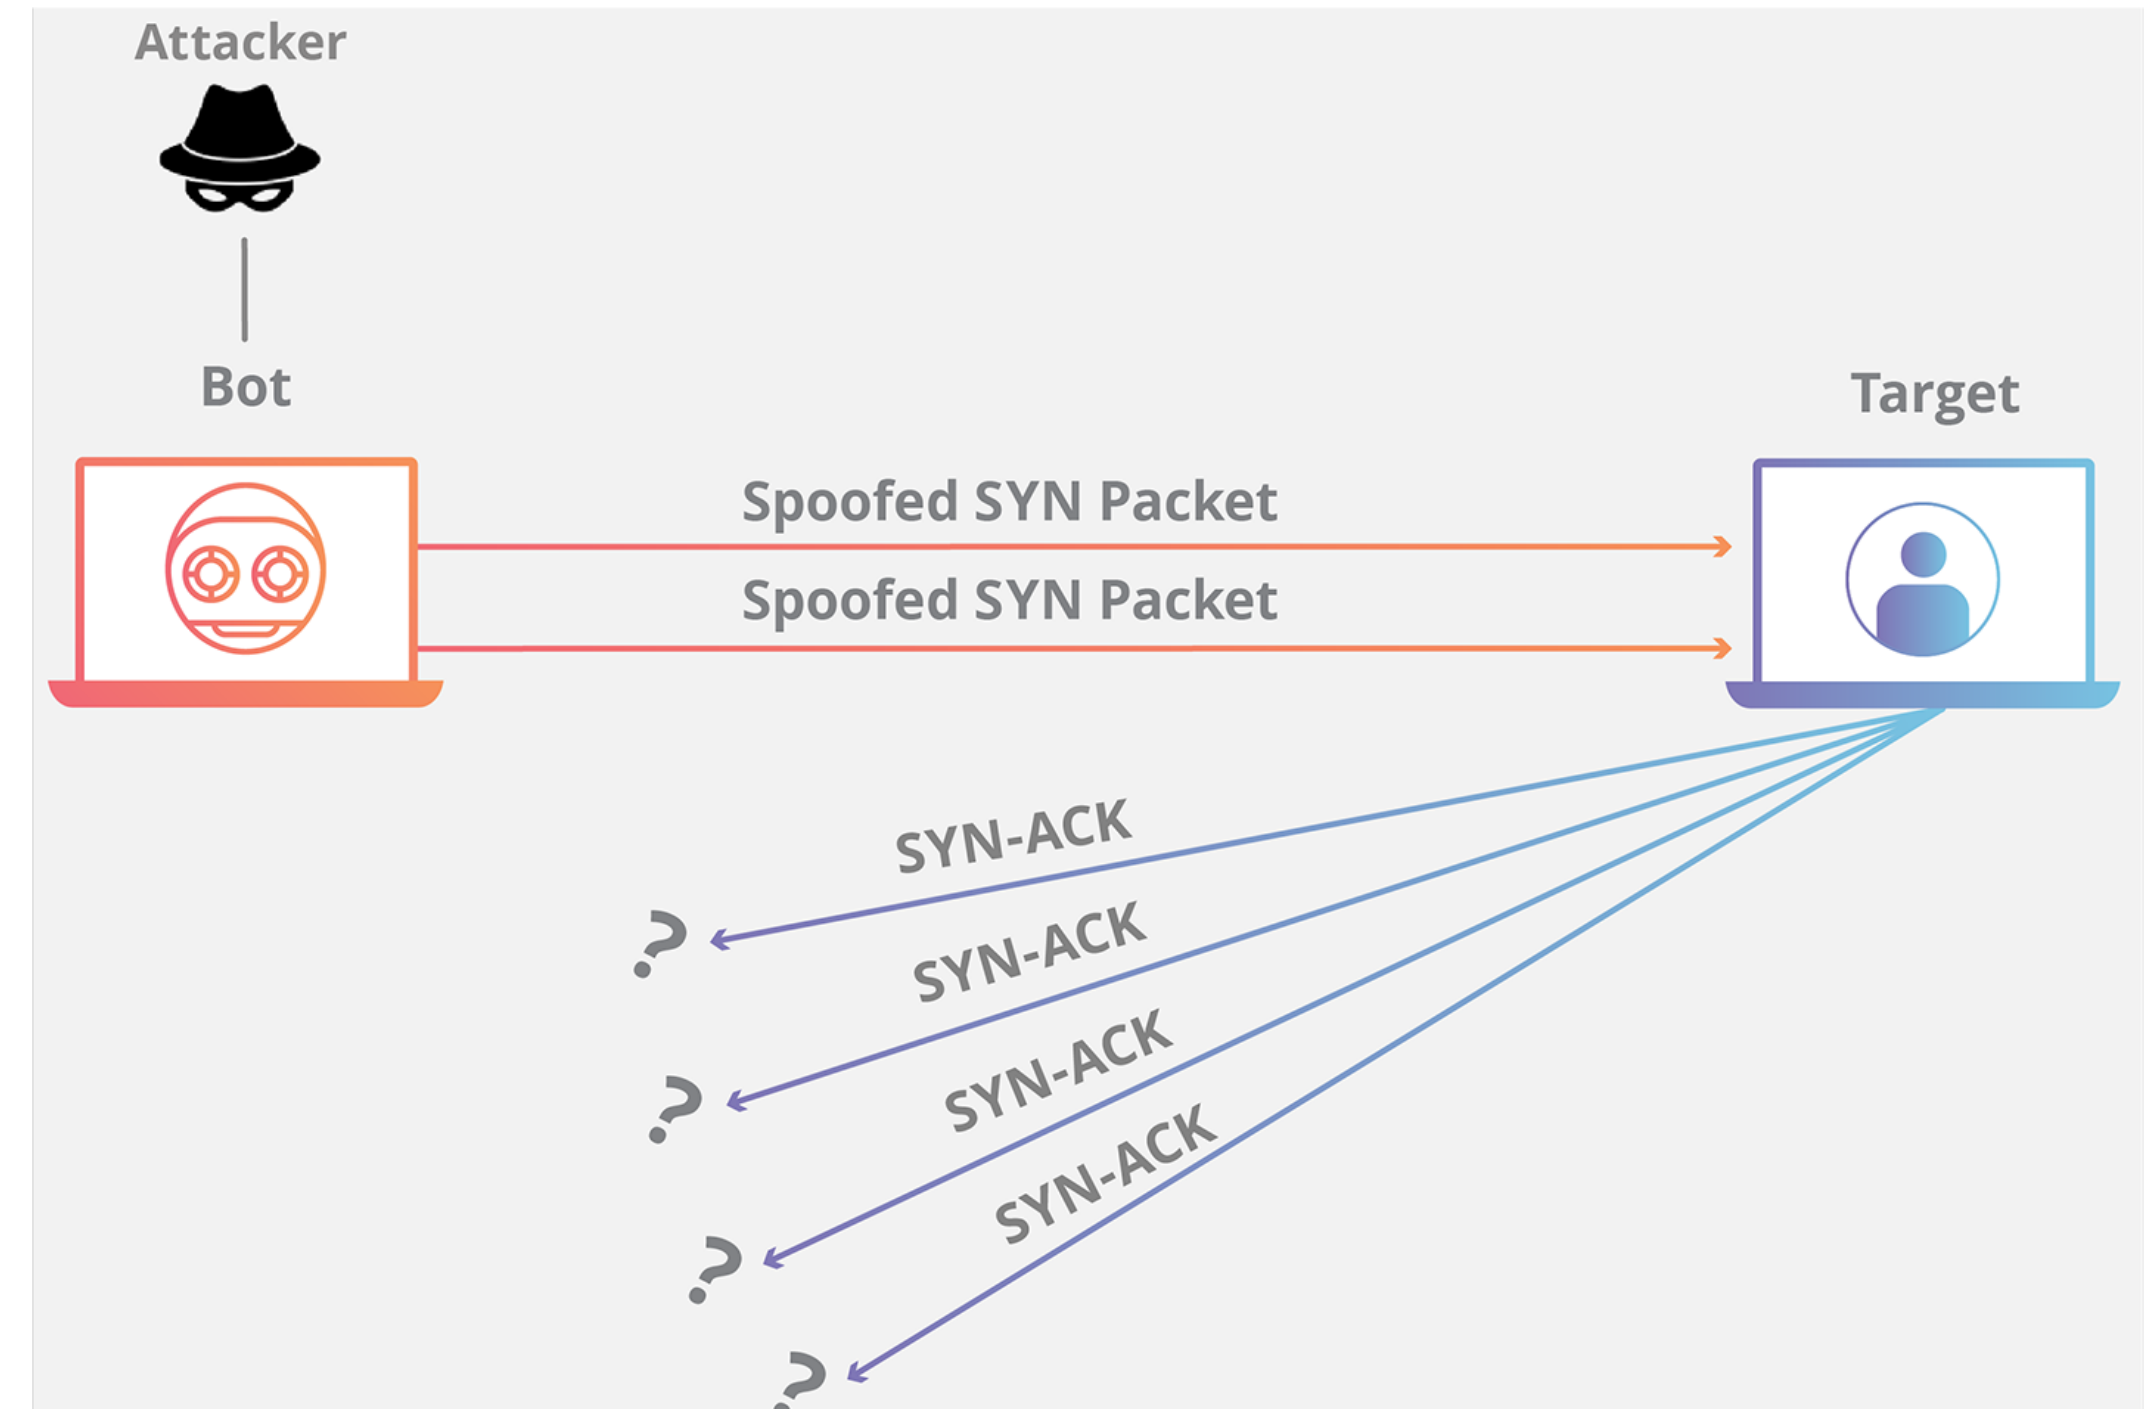 Attacker
Bot
Target
Spoofed SYN Packet
Spoofed SYN Packet
SYN-ACK
?
SYN-ACK
?
SYN-ACK
?
SYN-ACK
?